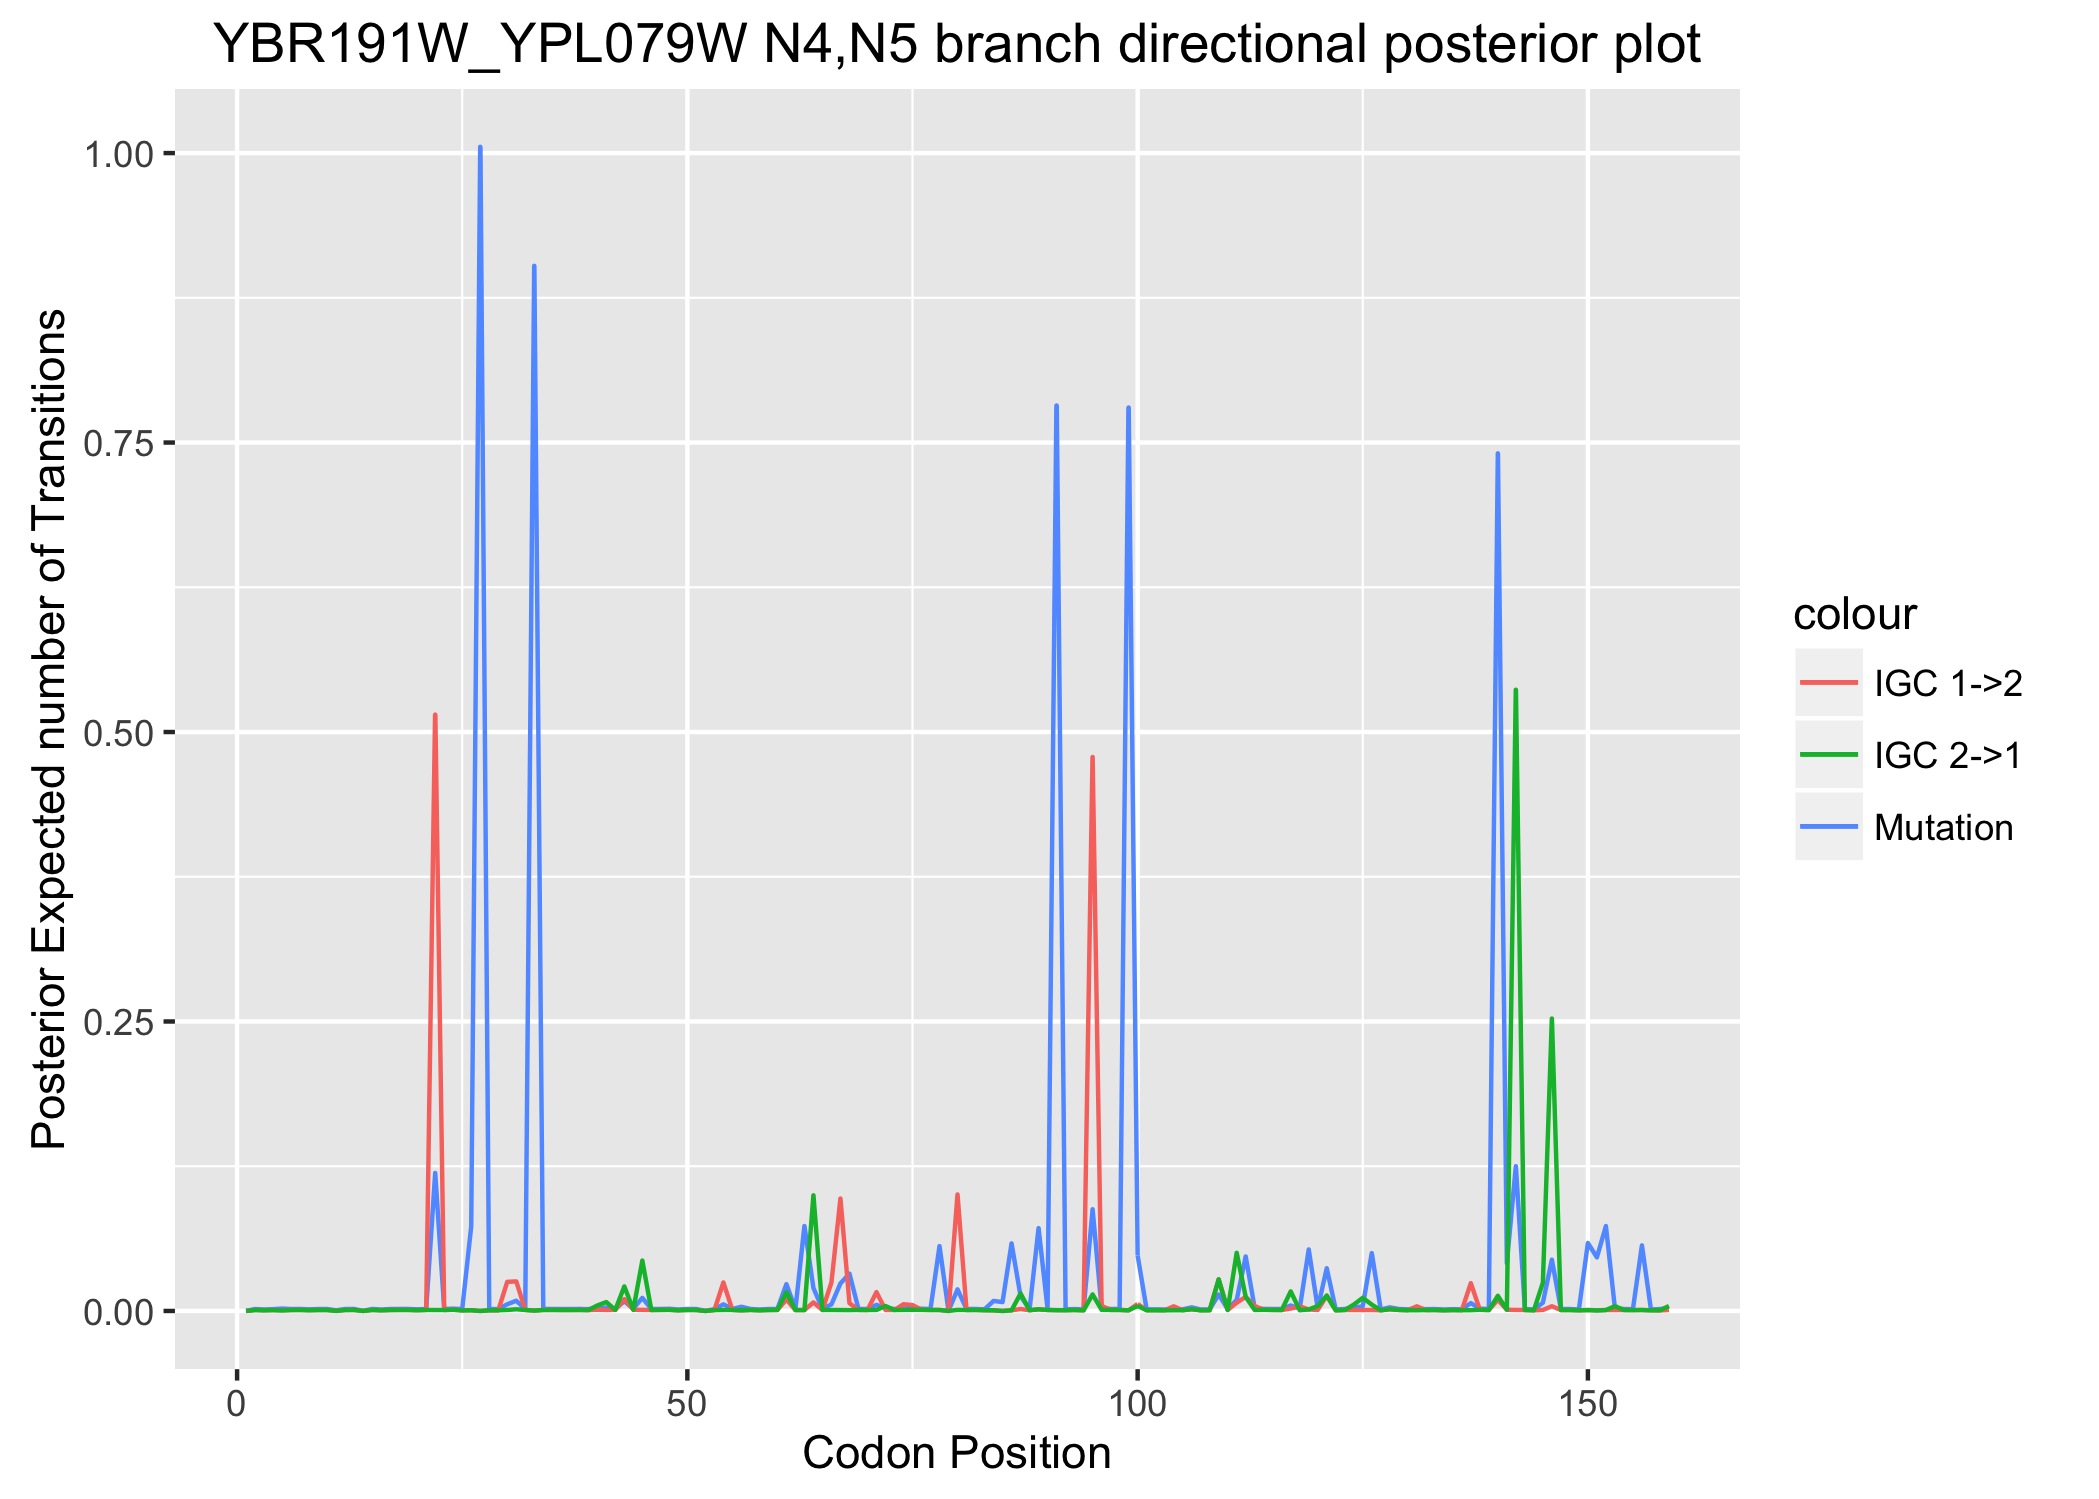 YBR191W_YPL079W N4,N5 branch directional posterior plot
Posterior Expected number of Transitions
1.00
0.75
0.50
0.25
0.00
0
50
100
150
Codon Position
colour
IGC 1->2
IGC 2->1
Mutation